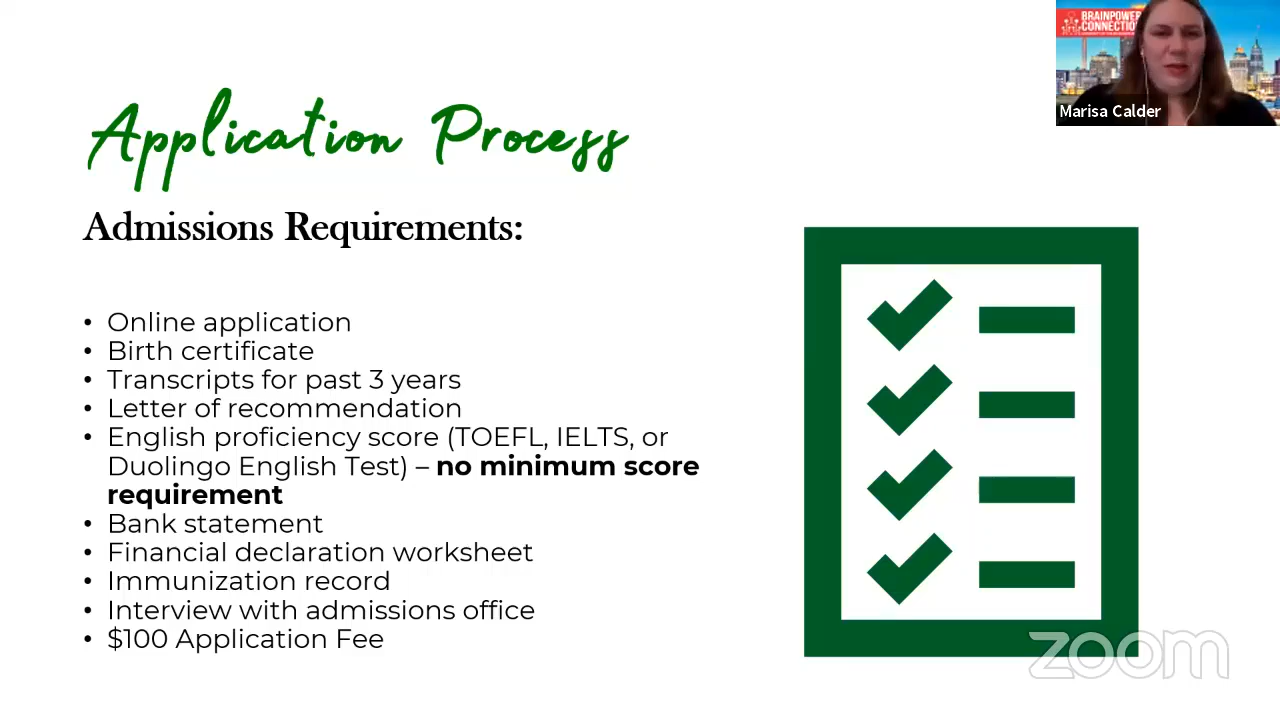 BRAINPOWER
CONNECTION
Marisa Calder
Application Process
Admissions Requirements:
• Online application
• Birth certificate
• Transcripts for past 3 years
• Letter of recommendation
• English proficiency score (TOEFL, IELTS, or
Duolingo English Test) – no minimum score
requirement
• Bank statement
• Financial declaration worksheet
• Immunization record
• Interview with admissions office
• $100 Application Fee
zoom